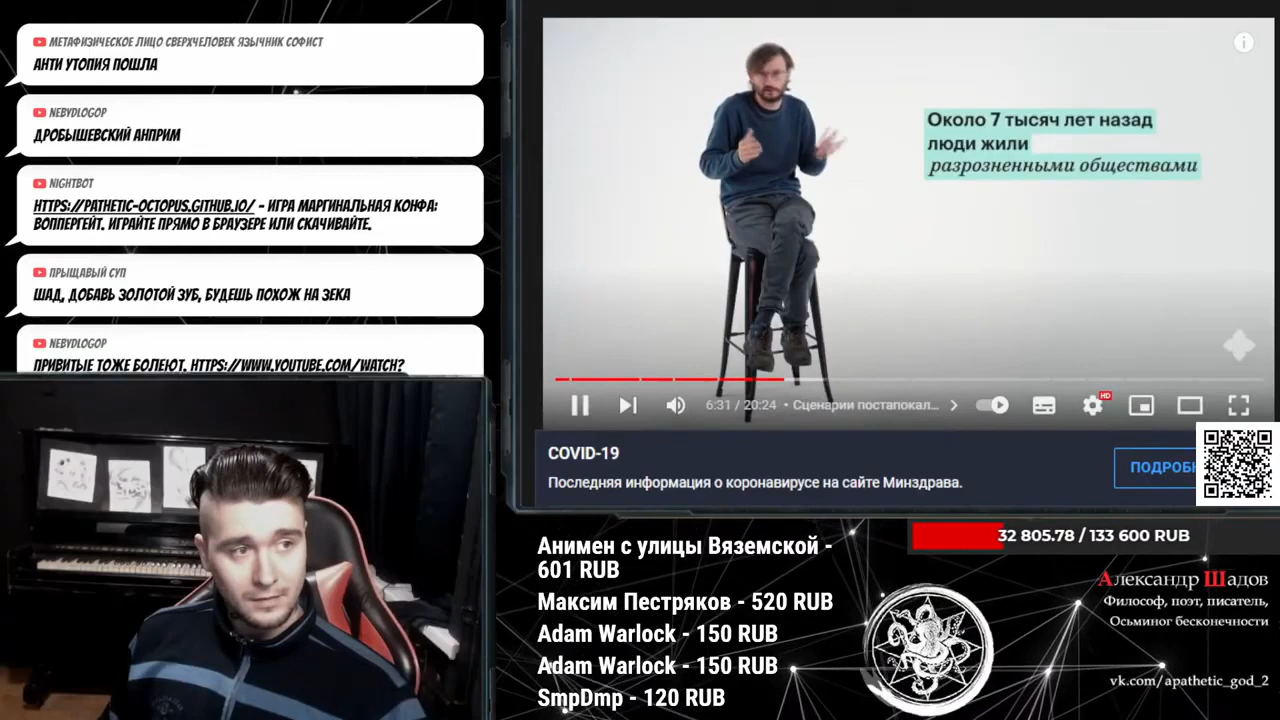 МЕТАФИЗИЧЕСКОЕ ЛИЦО СВЕРХЧЕЛОВЕК ЯЗЫЧНИК СОФИСТ
АНТИ УТОПИЯ ПОШЛА
NEBYDLOGOP
ДРОБЫШЕВСКИЙ АНПРИМ
NIGHTBOT
HTTPS://PATHETIC-OCTOPUS.GITHUB.IO/ - ИГРА МАРГИНАЛЬНАЯ КОНФА:
ВОППЕРГЕЙТ. ИГРАЙТЕ ПРЯМО В БРАУЗЕРЕ ИЛИ СКАЧИВАЙТЕ.
ПРЫЩАВЫЙ СУП
ШАД, ДОБАВЬ ЗОЛОТОЙ ЗУБ, БУДЕШЬ ПОХОЖ НА ЗЕКА
NEBYDLOGOP
ПРИВИТЫЕ ТОЖЕ БОЛЕЮТ. HTTPS://WWW.YOUTUBE.COM/WATCH?
Около 7 тысяч лет назад
люди жили
разрозненными обществами
6:31 / 20:24 • Сценарии постапокал...
HD
COVID-19
Последняя информация о коронавирусе на сайте Минздрава.
ПОДРОБН
32 805.78 / 133 600 RUB
Анимен с улицы Вяземской -
601 RUB
Максим Пестряков - 520 RUB
Adam Warlock - 150 RUB
Adam Warlock - 150 RUB
SmpDmp - 120 RUB
Александр Шадов
Философ, поэт, писатель,
Осьминог бесконечности
vk.com/apathetic_god_2